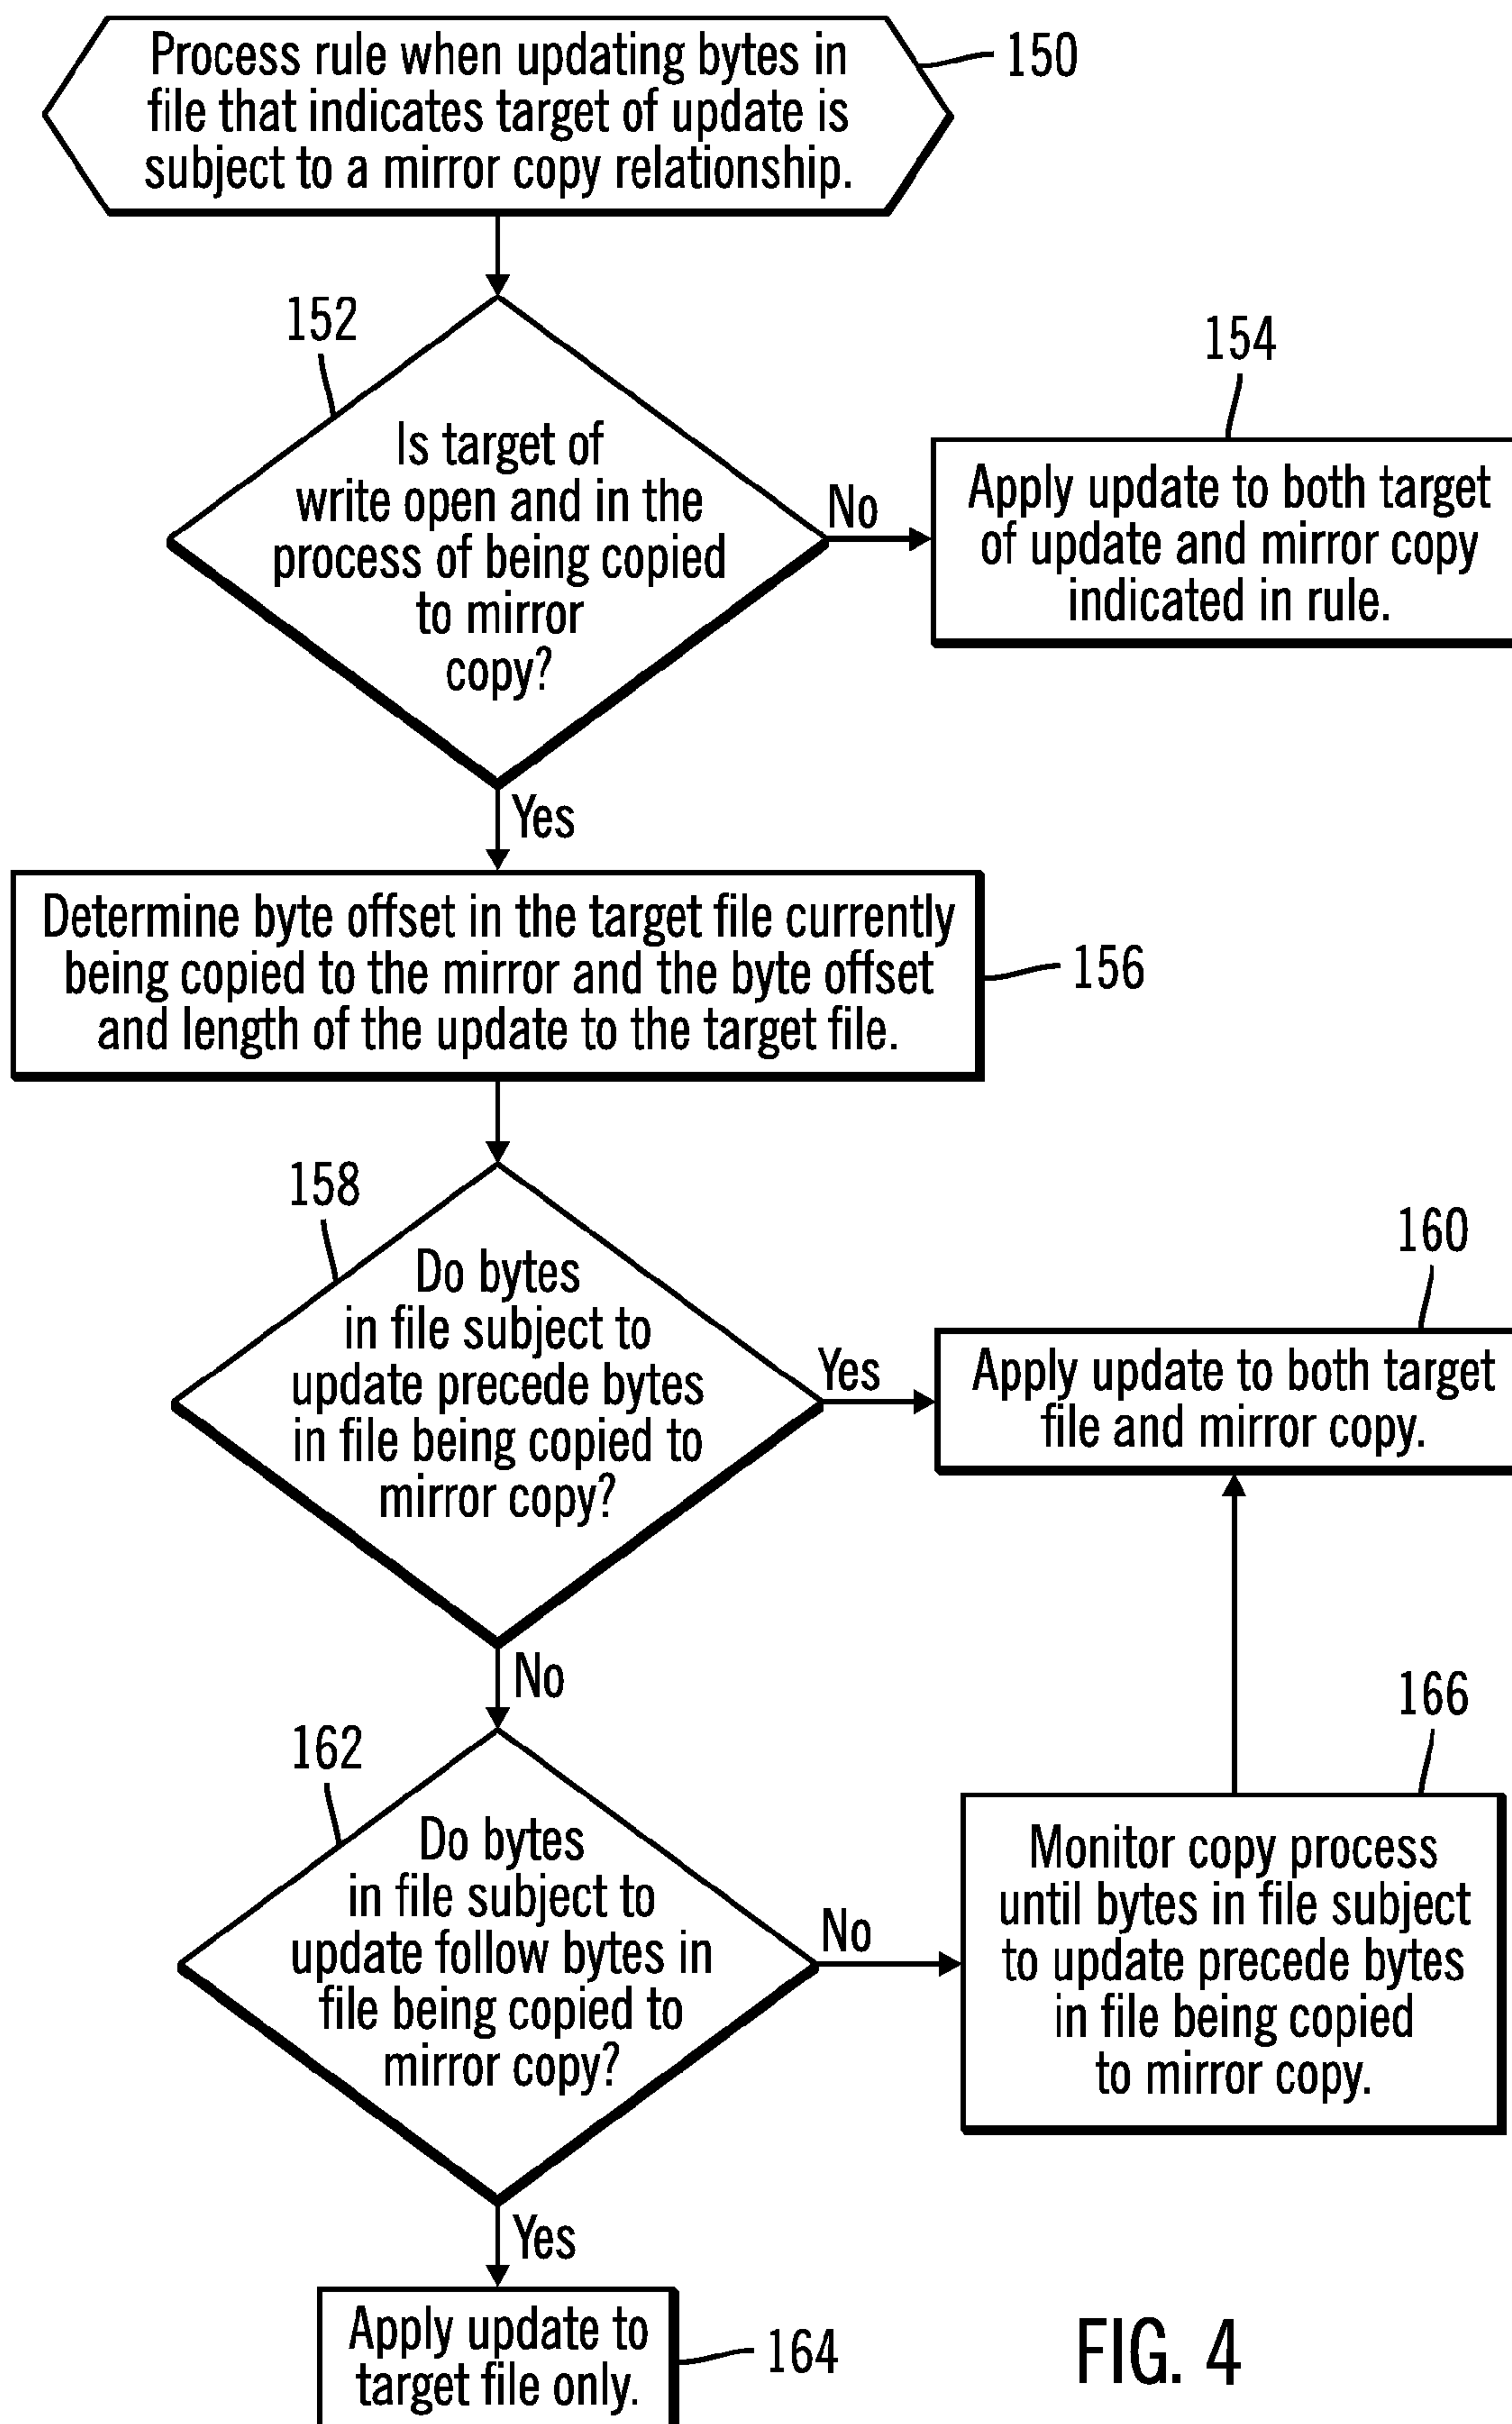 Process rule when updating bytes in
file that indicates target of update is
subject to a mirror copy relationship.
150
152
Is target of
write open and in the
process of being copied
to mirror
copy?
No
154
Apply update to both target
of update and mirror copy
indicated in rule.
Yes
Determine byte offset in the target file currently
being copied to the mirror and the byte offset
and length of the update to the target file.
156
158
Do bytes
in file subject to
update precede bytes
in file being copied to
mirror copy?
Yes
160
Apply update to both target
file and mirror copy.
No
162
Do bytes
in file subject to
update follow bytes in
file being copied to
mirror copy?
No
166
Monitor copy process
until bytes in file subject
to update precede bytes
in file being copied
to mirror copy.
Yes
Apply update to
target file only.
164
FIG. 4